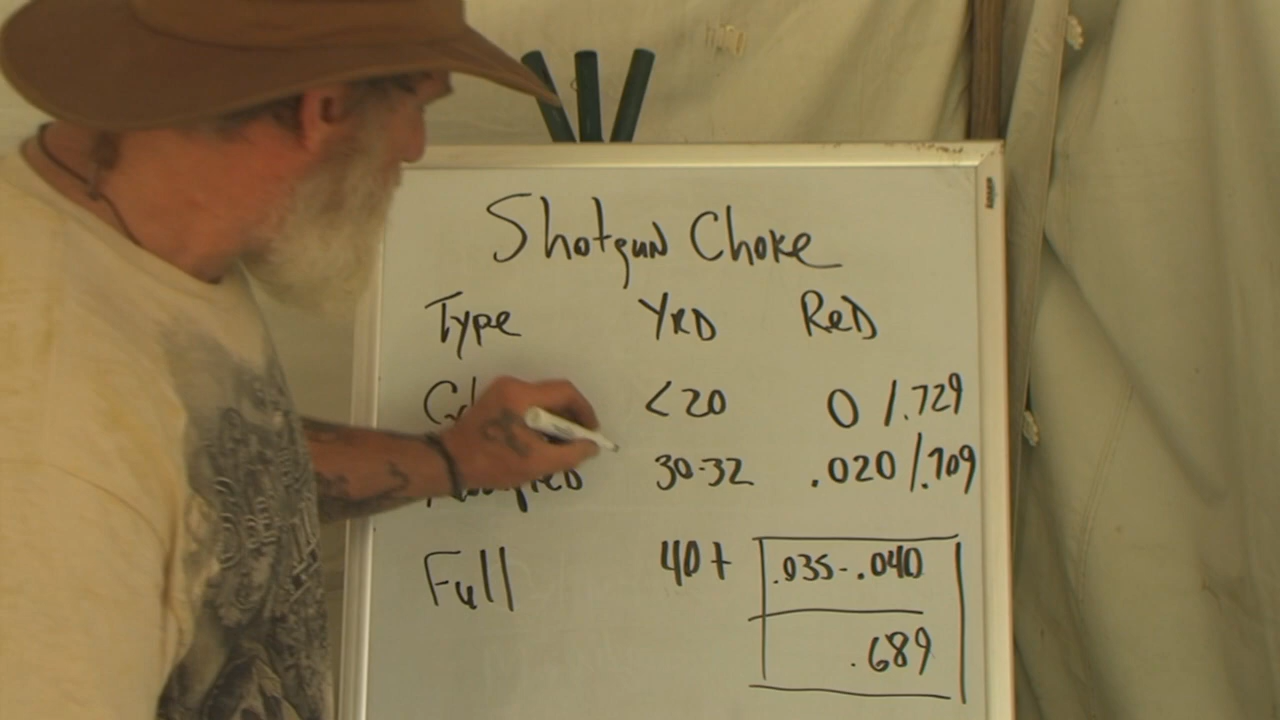 Shotgun Choke
Type YRD ReD
<20 0 /.729
30-32 .020/.709
Full 40+ .035-.040
.689